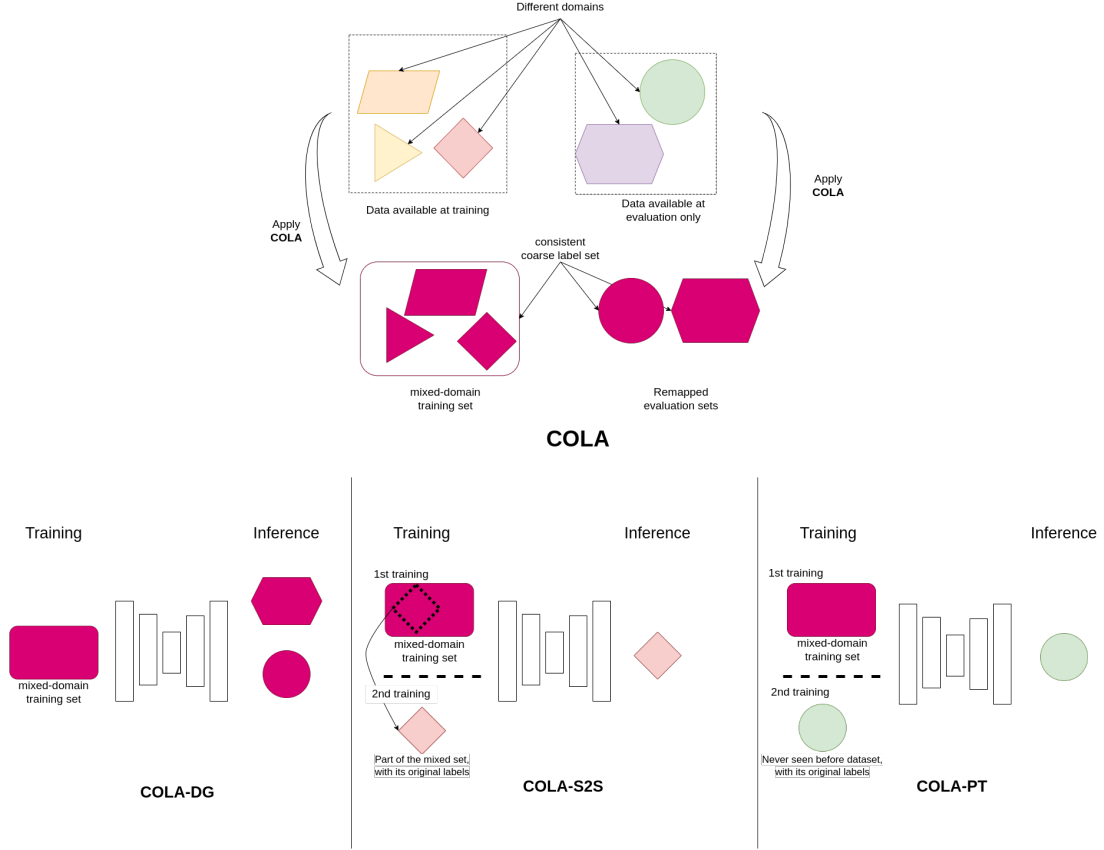 Different domains
Data available at training
Data available at
evaluation only
Apply
COLA
Apply
COLA
consistent
coarse label set
mixed-domain
training set
Remapped
evaluation sets
COLA
Training
Inference
mixed-domain
training set
COLA-DG
Training
Inference
1st training
mixed-domain
training set
2nd training
Part of the mixed set,
with its original labels
COLA-S2S
Training
Inference
1st training
mixed-domain
training set
2nd training
Never seen before dataset,
with its original labels
COLA-PT